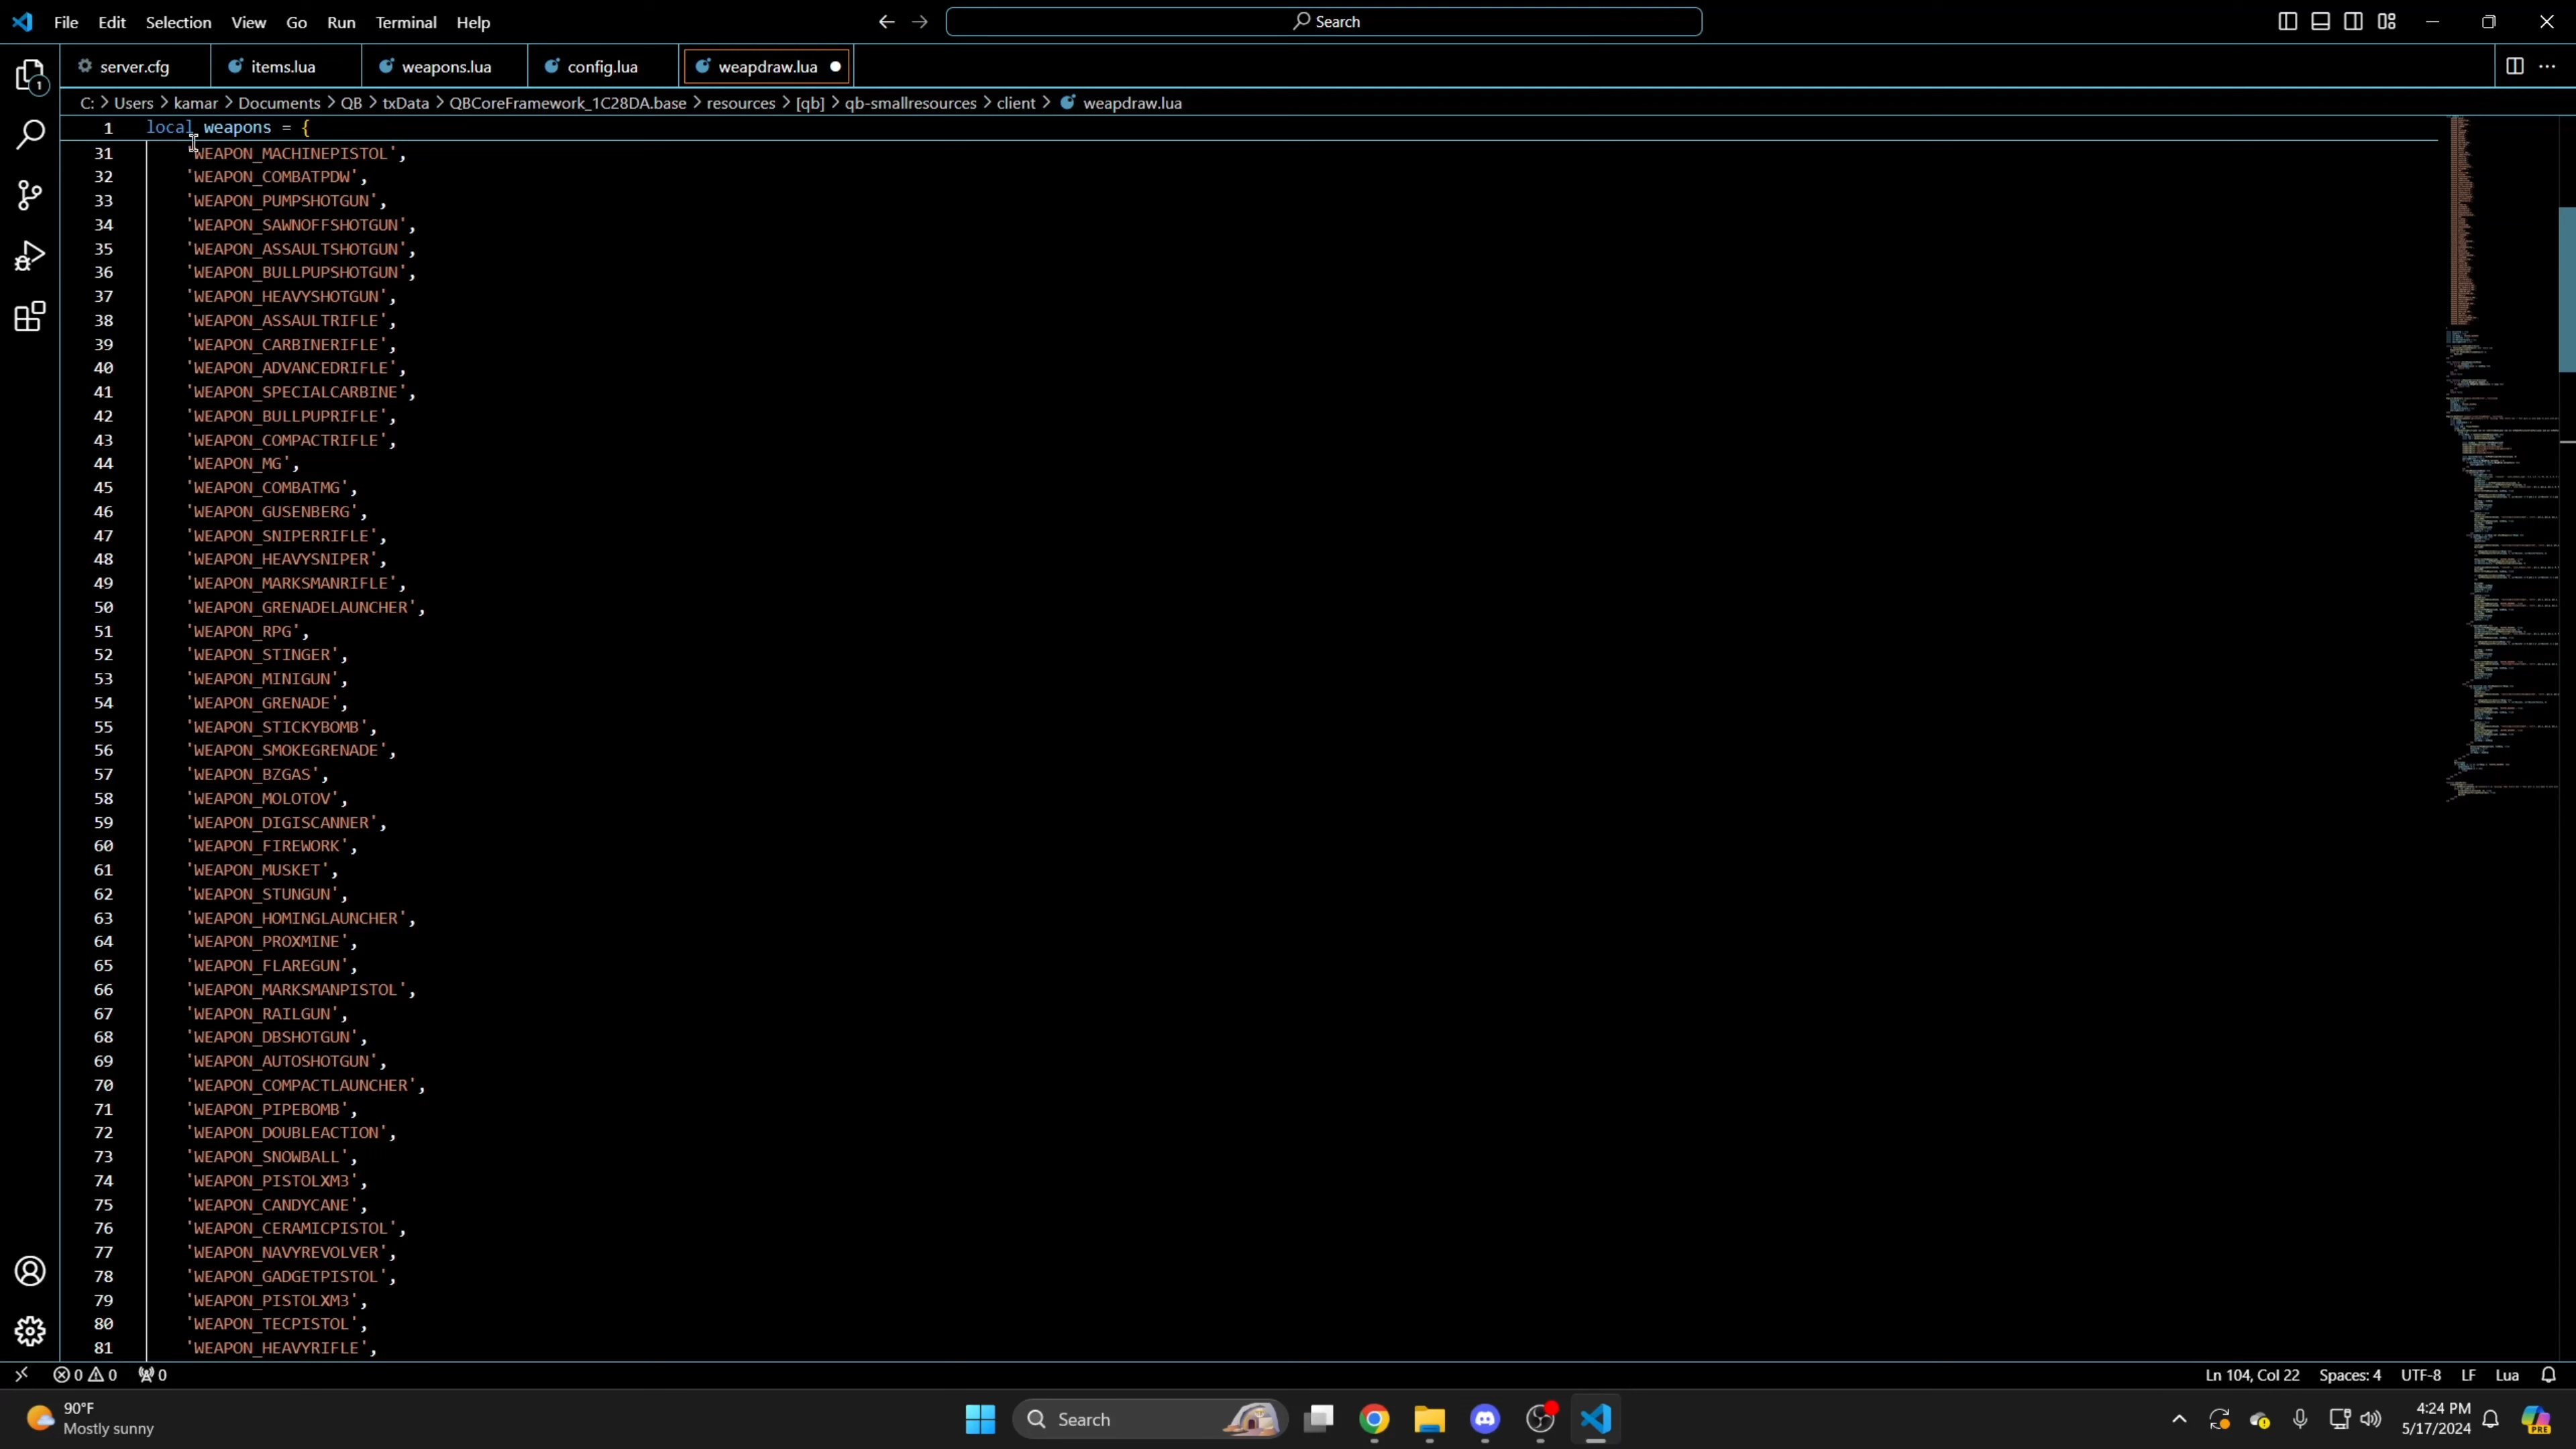 File Edit Selection View Go Run Terminal Help
Search
server.cfg items.lua weapons.lua config.lua weapdraw.lua
C: > Users > kamar > Documents > QB > txData > QBCoreFramework_1C28DA.base > resources > [qb] > qb-smallresources > client > weapdraw.lua
1 local weapons = {
31 'WEAPON_MACHINEPISTOL',
32 'WEAPON_COMBATPDW',
33 'WEAPON_PUMPSHOTGUN',
34 'WEAPON_SAWNOFFSHOTGUN',
35 'WEAPON_ASSAULTSHOTGUN',
36 'WEAPON_BULLPUPSHOTGUN',
37 'WEAPON_HEAVYSHOTGUN',
38 'WEAPON_ASSAULTRIFLE',
39 'WEAPON_CARBINERIFLE',
40 'WEAPON_ADVANCEDRIFLE',
41 'WEAPON_SPECIALCARBINE',
42 'WEAPON_BULLPUPRIFLE',
43 'WEAPON_COMPACTRIFLE',
44 'WEAPON_MG',
45 'WEAPON_COMBATMG',
46 'WEAPON_GUSENBERG',
47 'WEAPON_SNIPERRIFLE',
48 'WEAPON_HEAVYSNIPER',
49 'WEAPON_MARKSMANRIFLE',
50 'WEAPON_GRENADELAUNCHER',
51 'WEAPON_RPG',
52 'WEAPON_STINGER',
53 'WEAPON_MINIGUN',
54 'WEAPON_GRENADE',
55 'WEAPON_STICKYBOMB',
56 'WEAPON_SMOKEGRENADE',
57 'WEAPON_BZGAS',
58 'WEAPON_MOLOTOV',
59 'WEAPON_DIGISCANNER',
60 'WEAPON_FIREWORK',
61 'WEAPON_MUSKET',
62 'WEAPON_STUNGUN',
63 'WEAPON_HOMINGLAUNCHER',
64 'WEAPON_PROXMINE',
65 'WEAPON_FLAREGUN',
66 'WEAPON_MARKSMANPISTOL',
67 'WEAPON_RAILGUN',
68 'WEAPON_DBSHOTGUN',
69 'WEAPON_AUTOSHOTGUN',
70 'WEAPON_COMPACTLAUNCHER',
71 'WEAPON_PIPEBOMB',
72 'WEAPON_DOUBLEACTION',
73 'WEAPON_SNOWBALL',
74 'WEAPON_PISTOLXM3',
75 'WEAPON_CANDYCANE',
76 'WEAPON_CERAMICPISTOL',
77 'WEAPON_NAVYREVOLVER',
78 'WEAPON_GADGETPISTOL',
79 'WEAPON_PISTOLXM3',
80 'WEAPON_TECPISTOL',
81 'WEAPON_HEAVYRIFLE',
0 0 0 Ln 104, Col 22 Spaces: 4 UTF-8 LF Lua
90°F
Mostly sunny
Search
4:24 PM
5/17/2024
PRE